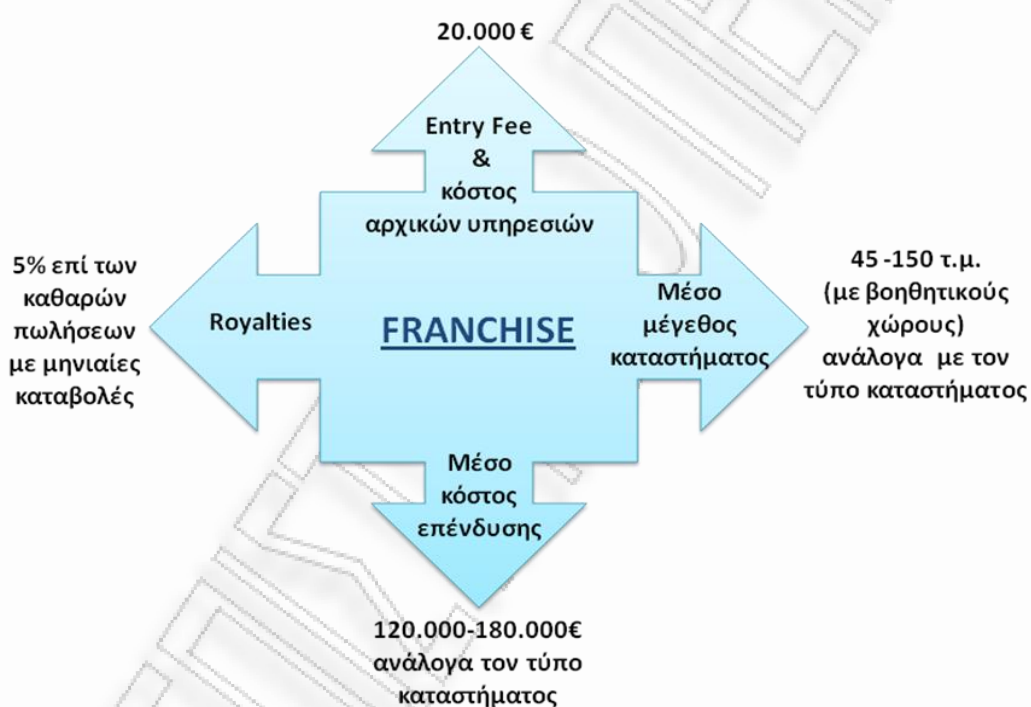 20.000 €
Entry Fee
&
κόστος
αρχικών υπηρεσιών
5% επί των
καθαρών
πωλήσεων
με μηνιαίες
καταβολές
Royalties
FRANCHISE
Μέσο
μέγεθος
καταστήματος
45 -150 τ.μ.
(με βοηθητικούς
χώρους)
ανάλογα με τον
τύπο καταστήματος
Μέσο
κόστος
επένδυσης
120.000-180.000€
ανάλογα τον τύπο
καταστήματος